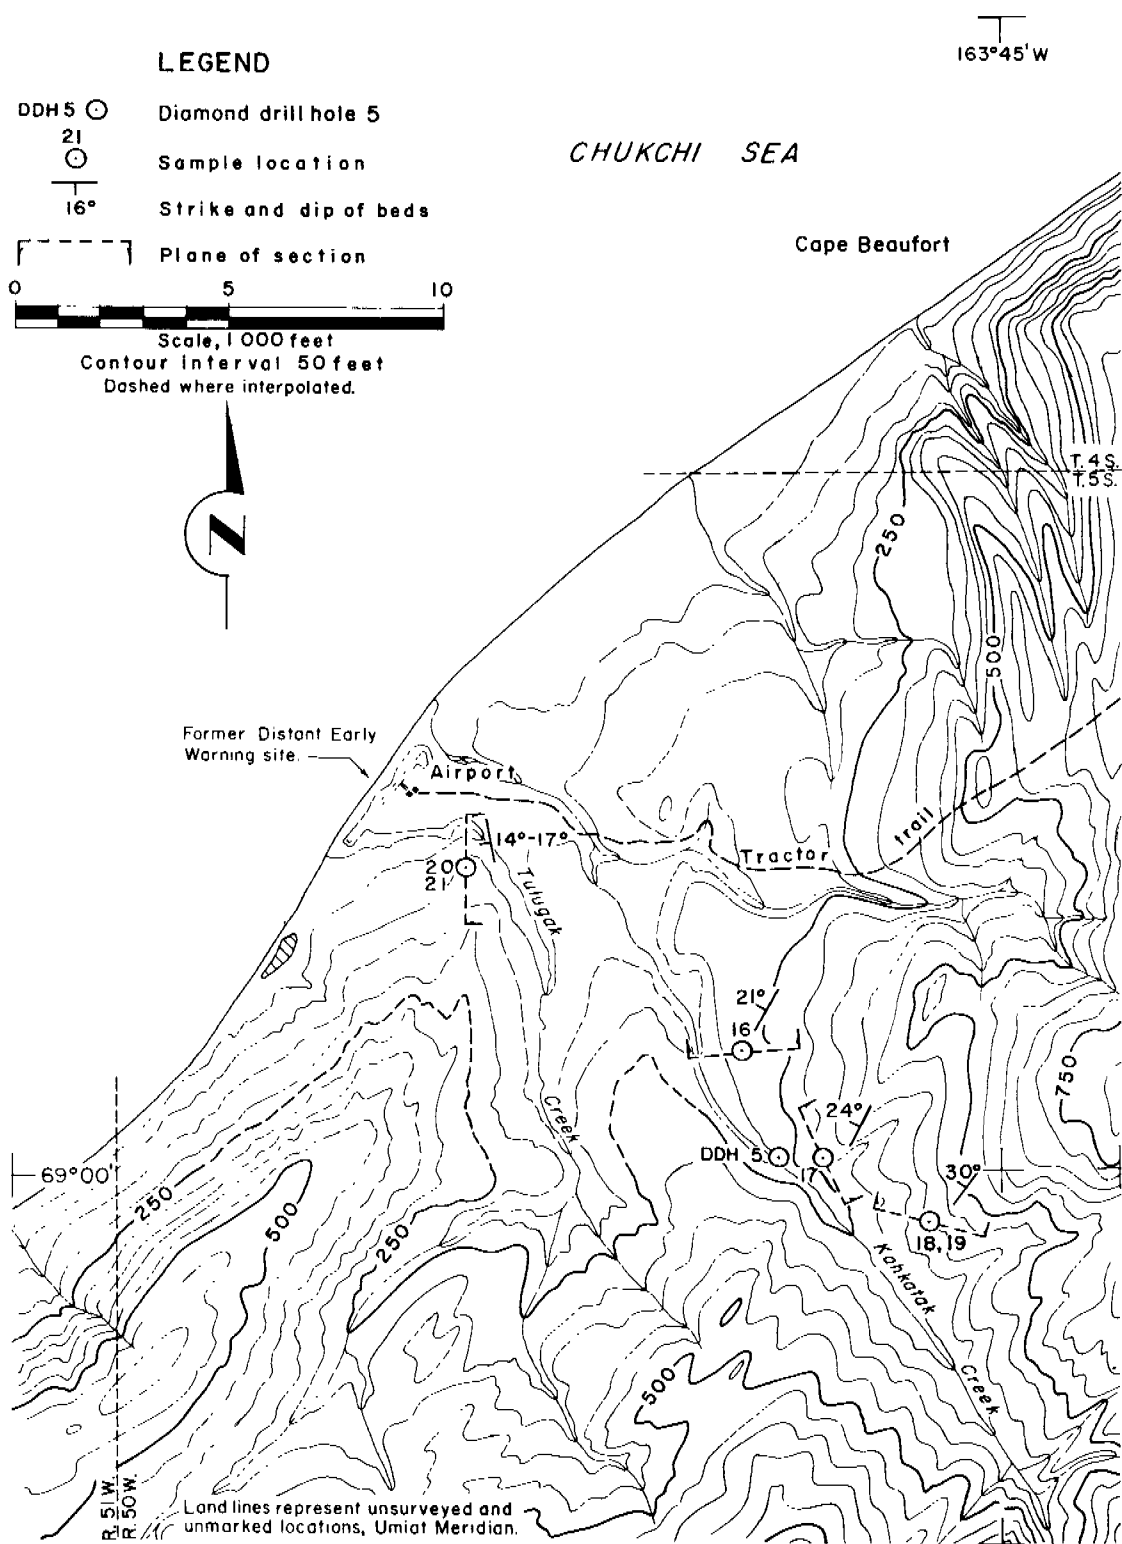 163°45'W
LEGEND
DDH 5 Diamond drill hole 5
21
Sample location
16° Strike and dip of beds
Plane of section
0 5 10
Scale, 1 000 feet
Contour interval 50 feet
Dashed where interpolated.
N
CHUKCHI SEA
Cape Beaufort
T. 4 S.
T. 5 S.
250
500
Former Distant Early
Warning site.
Airport
trail
Tractor
14°-17°
20
21
Tulugak
21°
16
750
Creek
24°
DDH 5
17
30°
69°00'
250
500
250
18, 19
Kahkatak
Creek
500
R. 51 W.
R. 50 W.
Land lines represent unsurveyed and
unmarked locations, Umiat Meridian.